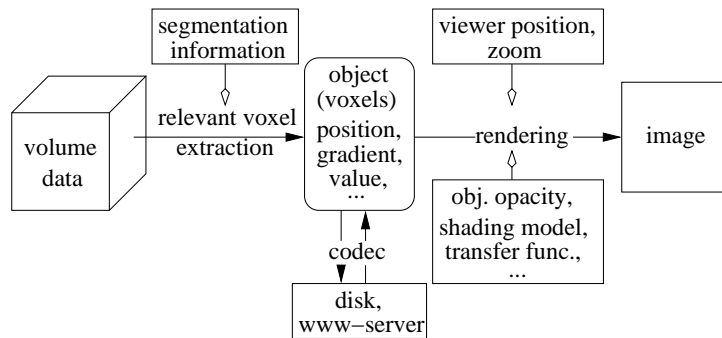 segmentation
information
viewer position,
zoom
object
(voxels)
position,
gradient,
value,
...
relevant voxel
extraction
volume
data
rendering
image
obj. opacity,
shading model,
transfer func.,
...
codec
disk,
www−server